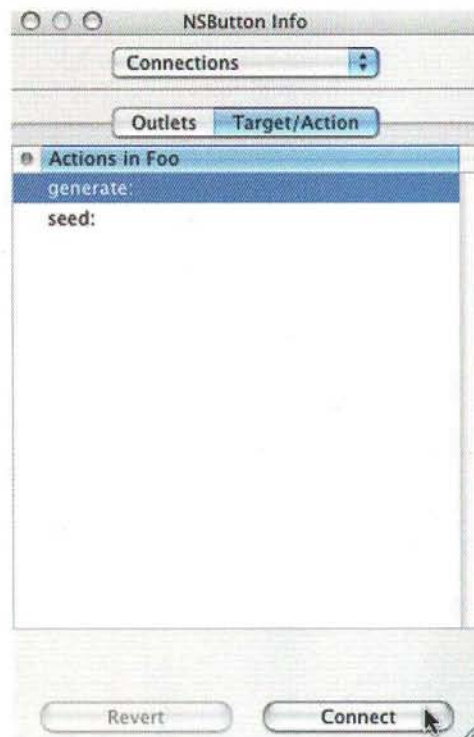 NSButton Info
Connections
Outlets Target/Action
Actions in Foo
generate:
seed:
Revert Connect